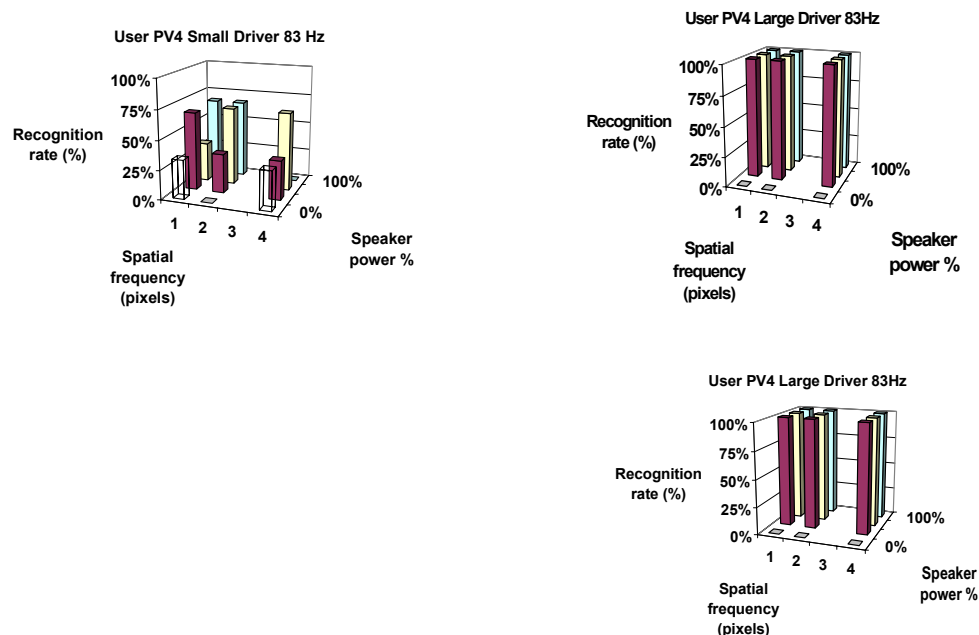 User PV4 Small Driver 83 Hz
100%
75%
50%
25%
0%
Recognition
rate (%)
1
2
3
4
0%
100%
Spatial
frequency
(pixels)
Speaker
power %
User PV4 Large Driver 83Hz
100%
75%
50%
25%
0%
Recognition
rate (%)
1
2
3
4
0%
100%
Spatial
frequency
(pixels)
Speaker
power %
User PV4 Large Driver 83Hz
100%
75%
50%
25%
0%
Recognition
rate (%)
1
2
3
4
0%
100%
Spatial
frequency
(pixels)
Speaker
power %